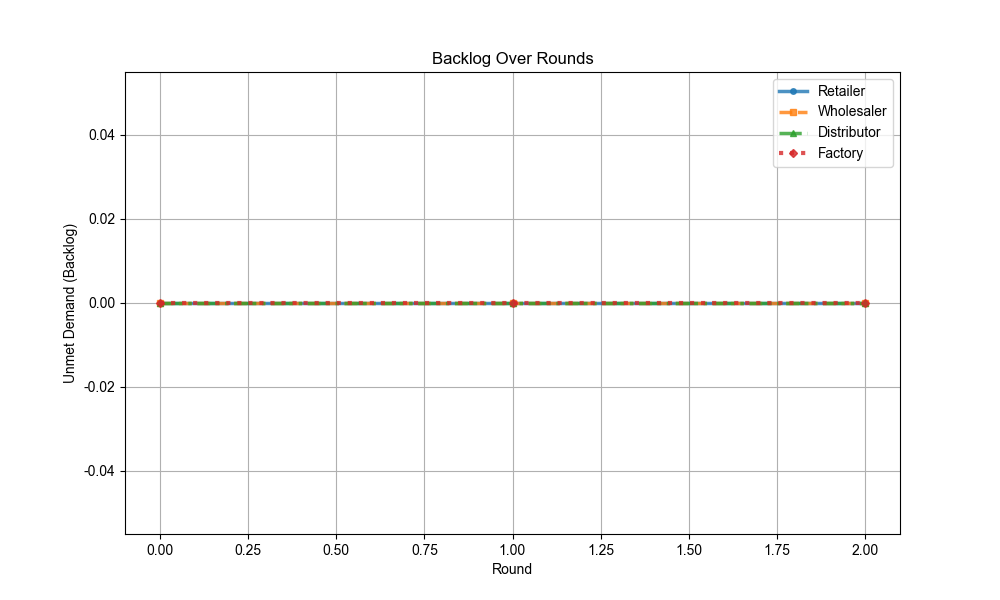 Backlog Over Rounds
Retailer
Wholesaler
Distributor
Factory
0.04
0.02
0.00
-0.02
-0.04
Unmet Demand (Backlog)
0.00 0.25 0.50 0.75 1.00 1.25 1.50 1.75 2.00
Round